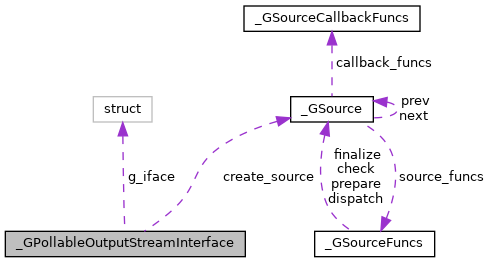 _GSourceCallbackFuncs
callback_funcs
struct
_GSource
prev
next
g_iface
create_source
finalize
check
prepare
dispatch
source_funcs
_GPollableOutputStreamInterface
_GSourceFuncs